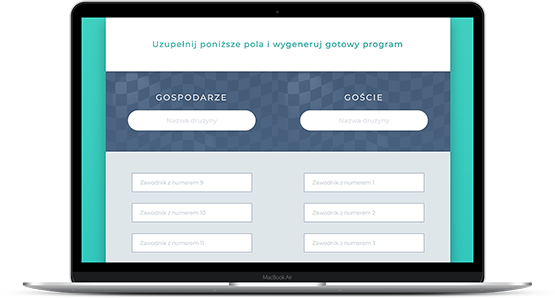 Uzupełnij poniższe pola i wygeneruj gotowy program
GOSPODARZE GOŚCIE
Nazwa drużyny Nazwa drużyny
Zawodnik z numerem 9 Zawodnik z numerem 1
Zawodnik z numerem 10 Zawodnik z numerem 2
Zawodnik z numerem 11 Zawodnik z numerem 3
MacBook Air